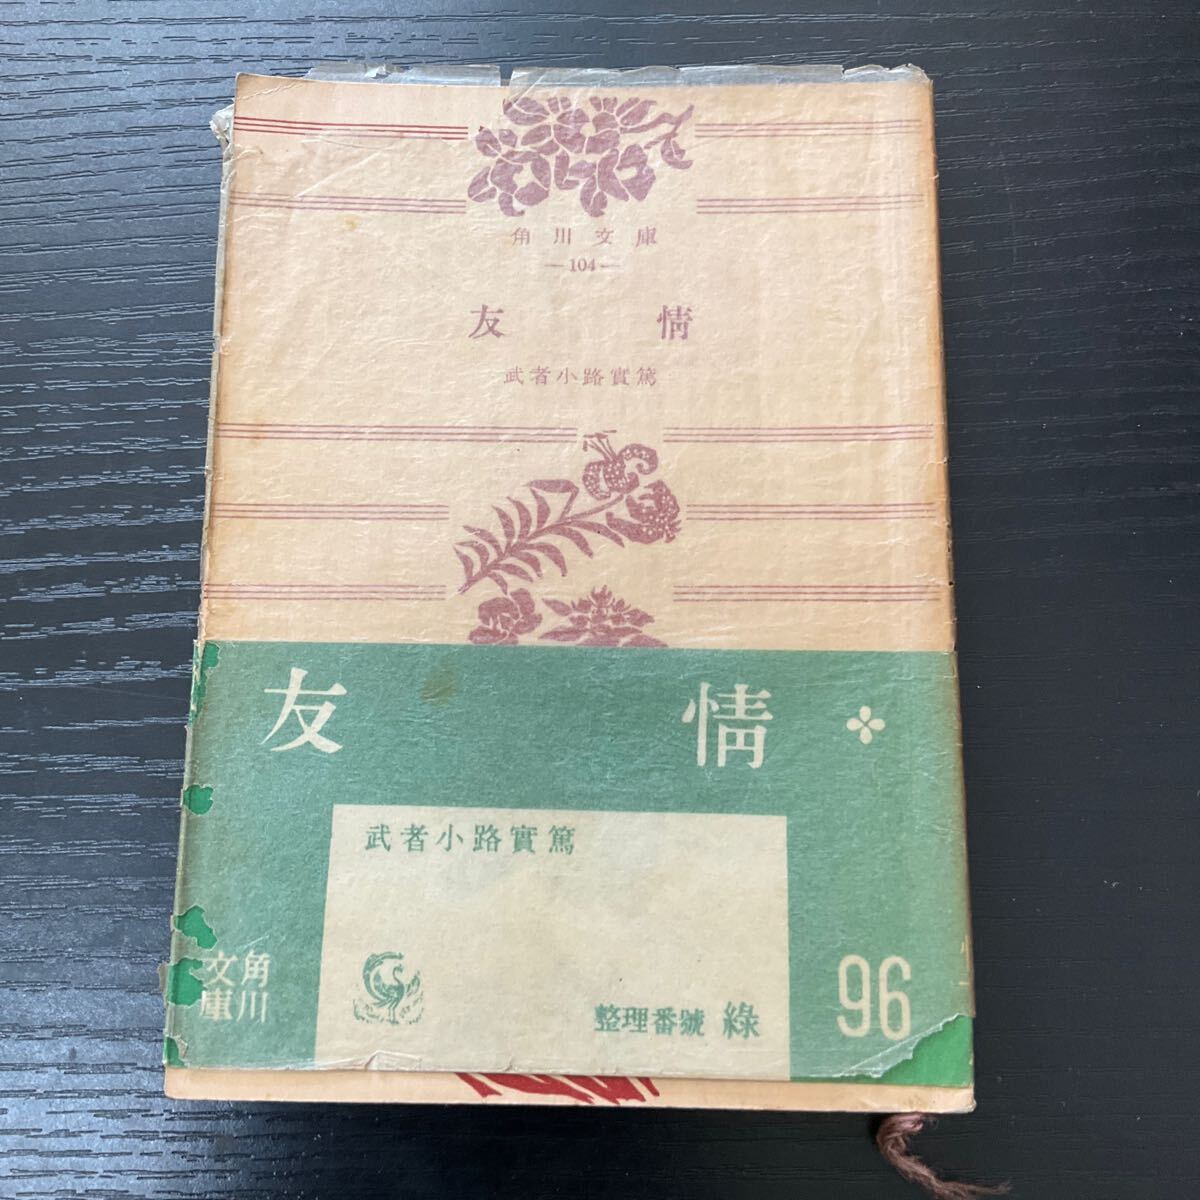 角川文庫
—104—
友情
武者小路實篤
友情
武者小路實篤
角川
文庫
整理番號 綠
96